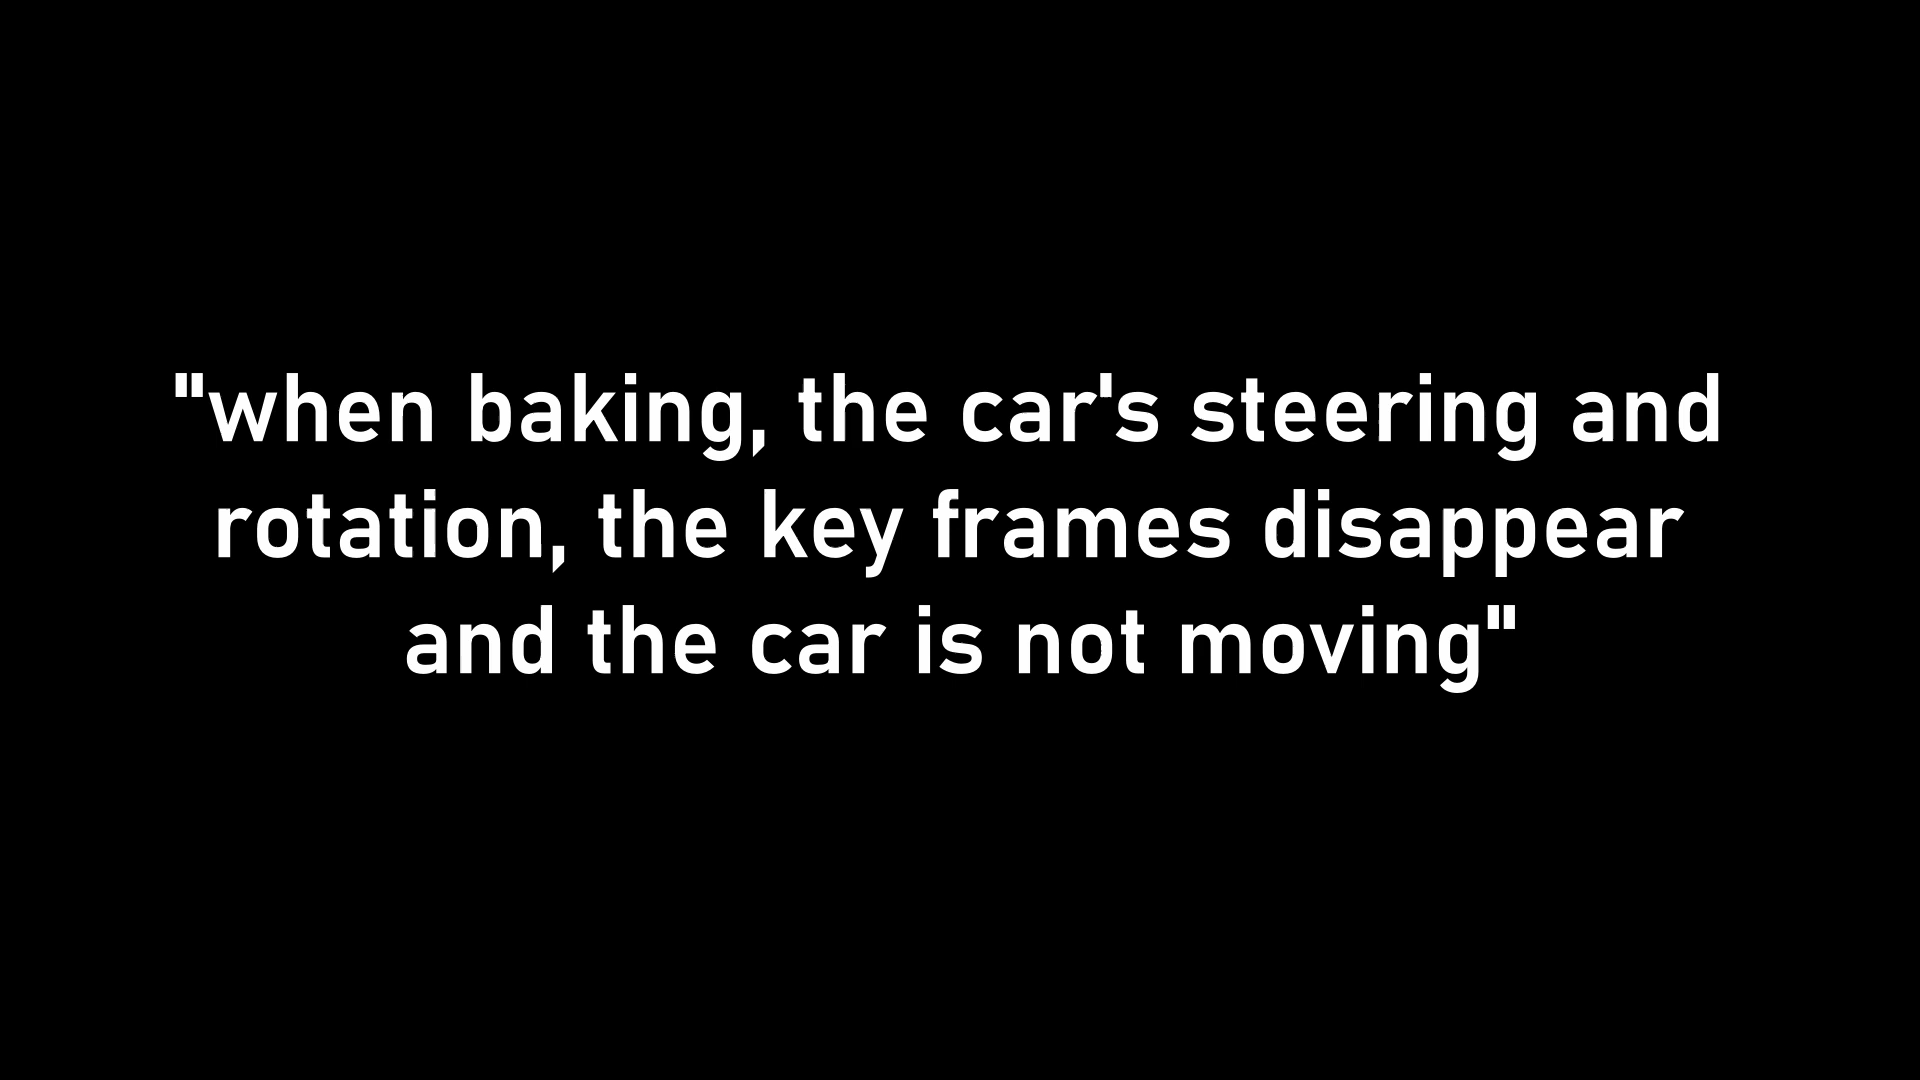 "when baking, the car's steering and
rotation, the key frames disappear
and the car is not moving"